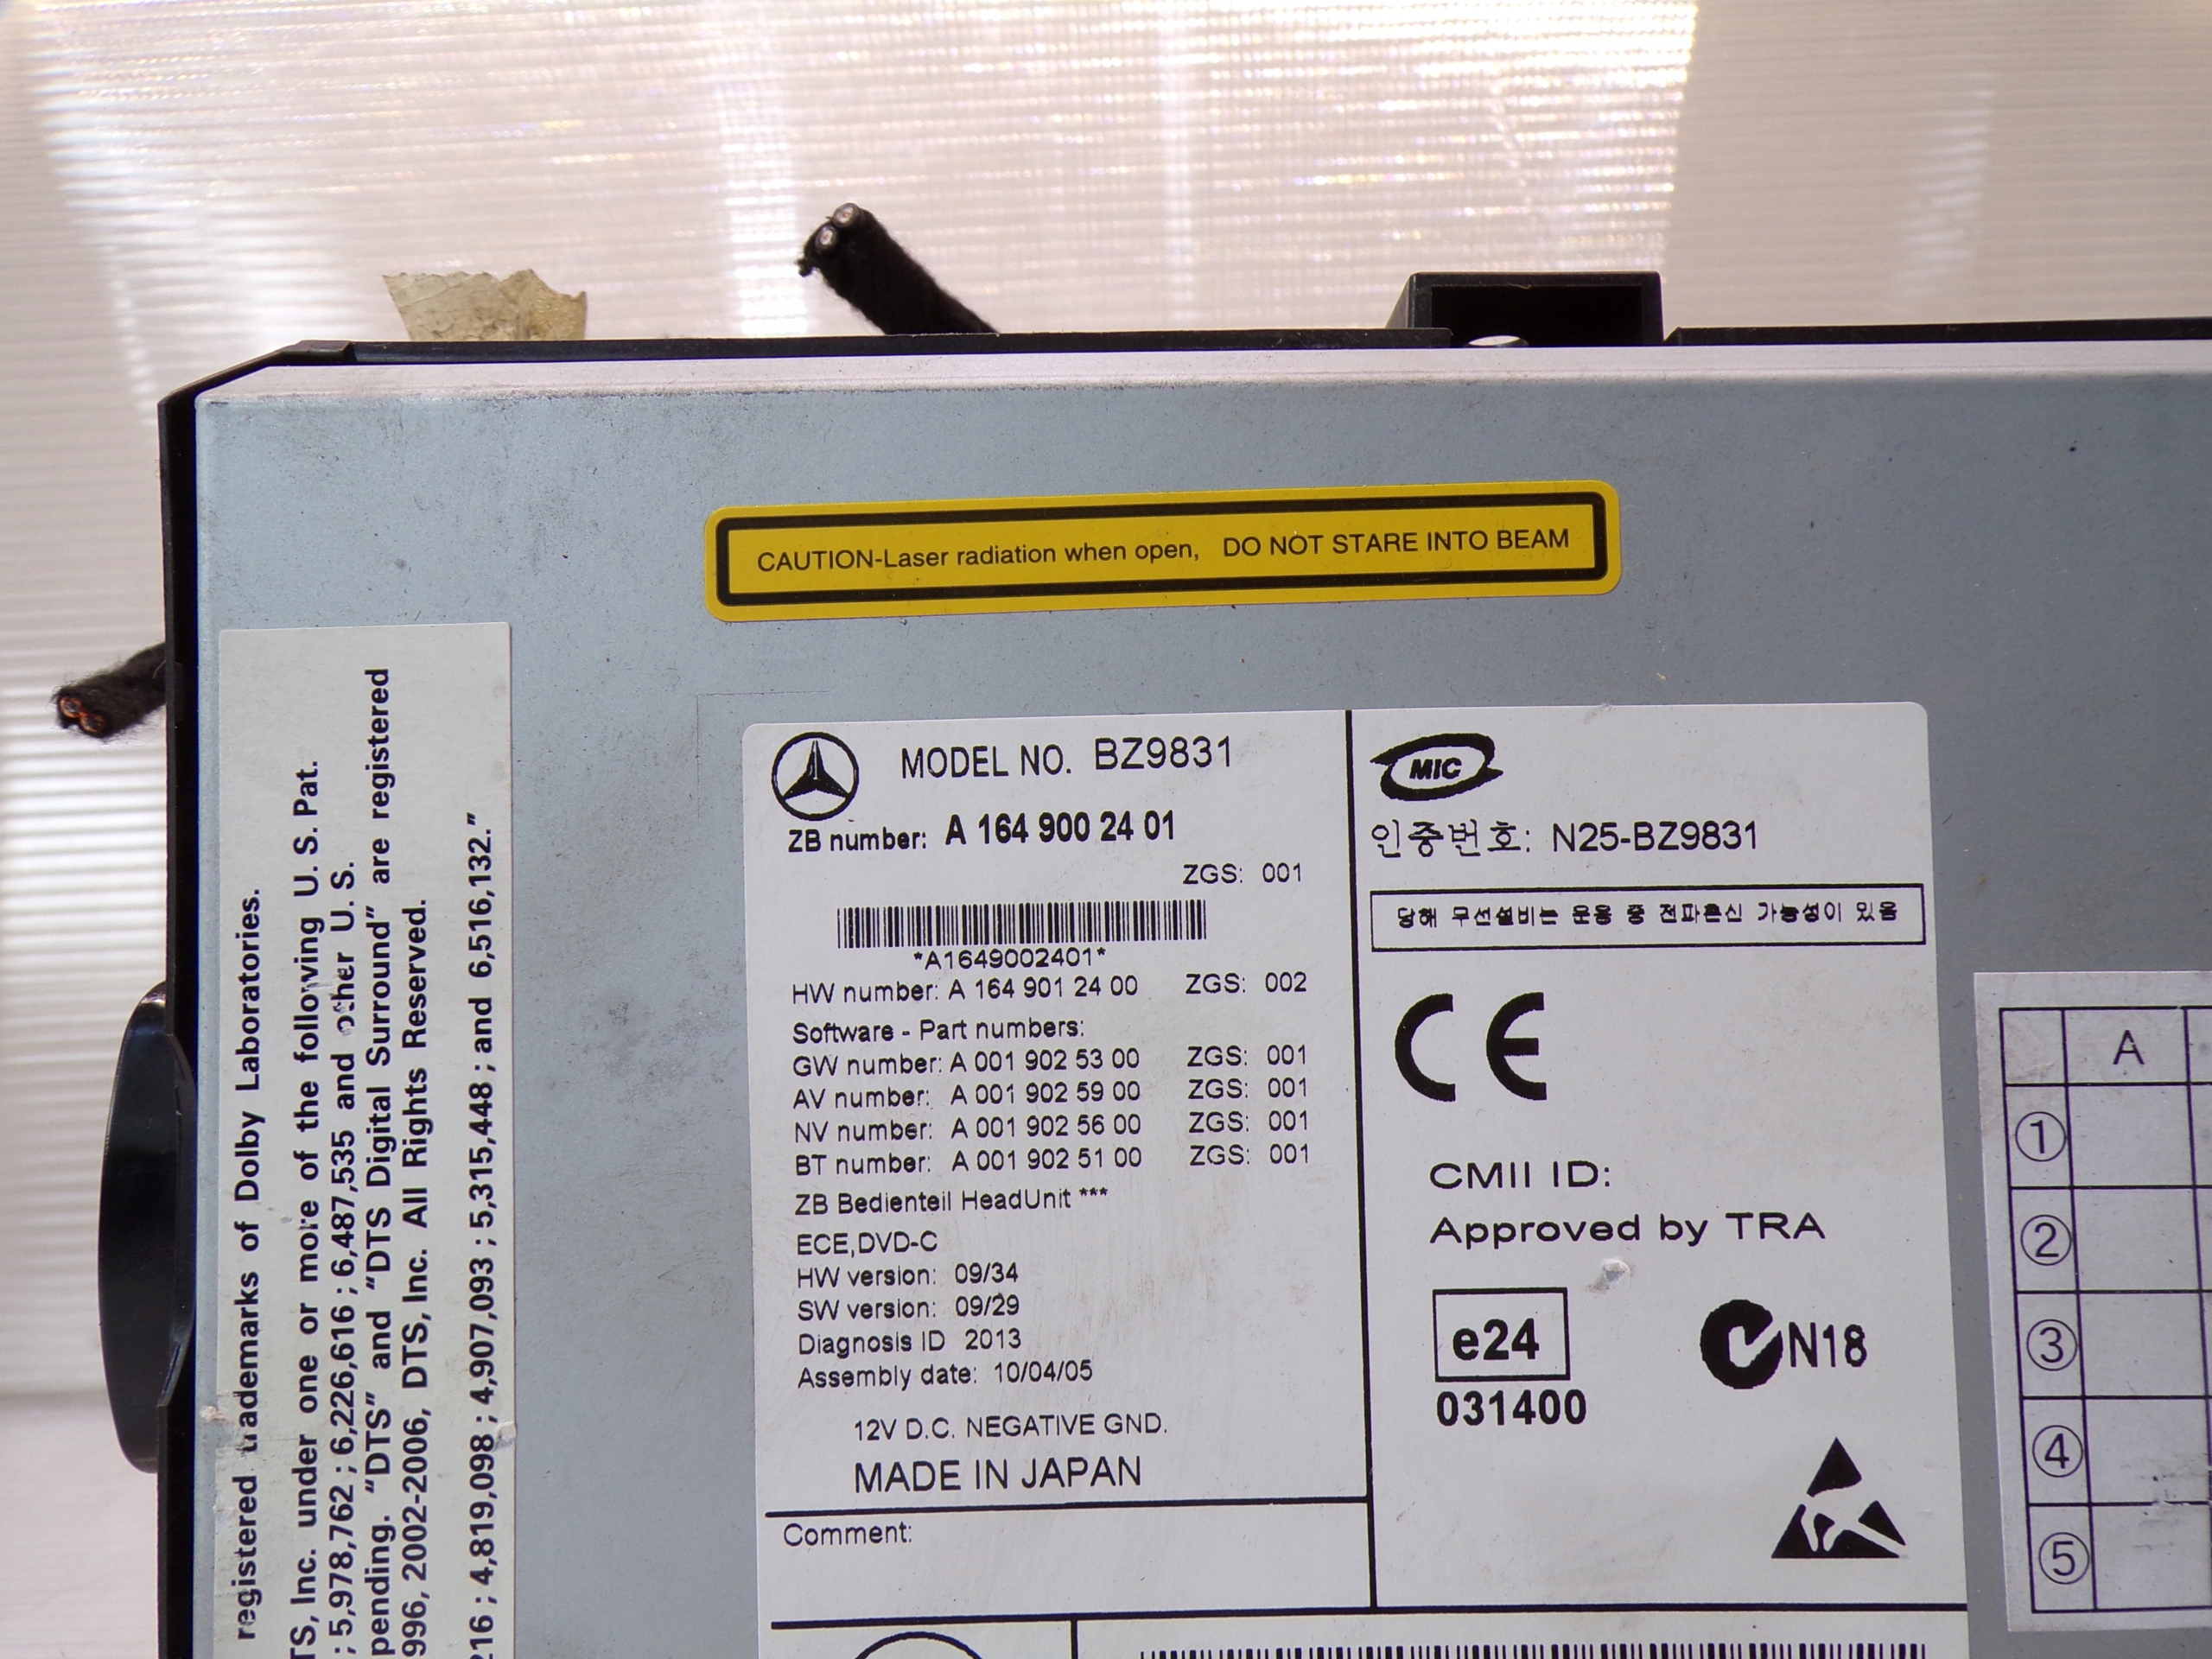 CAUTION-Laser radiation when open, DO NOT STARE INTO BEAM
registered trademarks of Dolby Laboratories.
TS, Inc. under one or more of the following U. S. Pat.
; 5,978,762 ; 6,226,616 ; 6,487,535 and other U. S.
pending. “DTS” and “DTS Digital Surround” are registered
996, 2002-2006, DTS, Inc. All Rights Reserved.
216 ; 4,819,098 ; 4,907,093 ; 5,315,448 ; and 6,516,132.”
MODEL NO. BZ9831
ZB number: A 164 900 24 01
ZGS: 001
*A1649002401*
HW number: A 164 901 24 00 ZGS: 002
Software - Part numbers:
GW number: A 001 902 53 00 ZGS: 001
AV number: A 001 902 59 00 ZGS: 001
NV number: A 001 902 56 00 ZGS: 001
BT number: A 001 902 51 00 ZGS: 001
ZB Bedienteil HeadUnit ***
ECE,DVD-C
HW version: 09/34
SW version: 09/29
Diagnosis ID 2013
Assembly date: 10/04/05
12V D.C. NEGATIVE GND.
MADE IN JAPAN
Comment:
MIC
인증번호: N25-BZ9831
당해 무선설비는 운용 중 전파혼신 가능성이 있음
CE
CMII ID:
Approved by TRA
e24
031400
N18
A
①
②
③
④
⑤